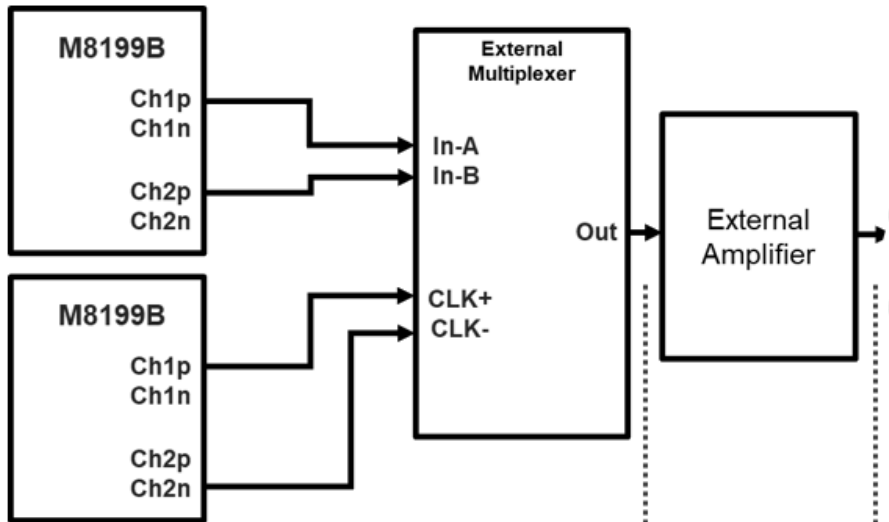 M8199B
Ch1p
Ch1n
Ch2p
Ch2n
M8199B
Ch1p
Ch1n
Ch2p
Ch2n
External
Multiplexer
In-A
In-B
Out
CLK+
CLK-
External
Amplifier